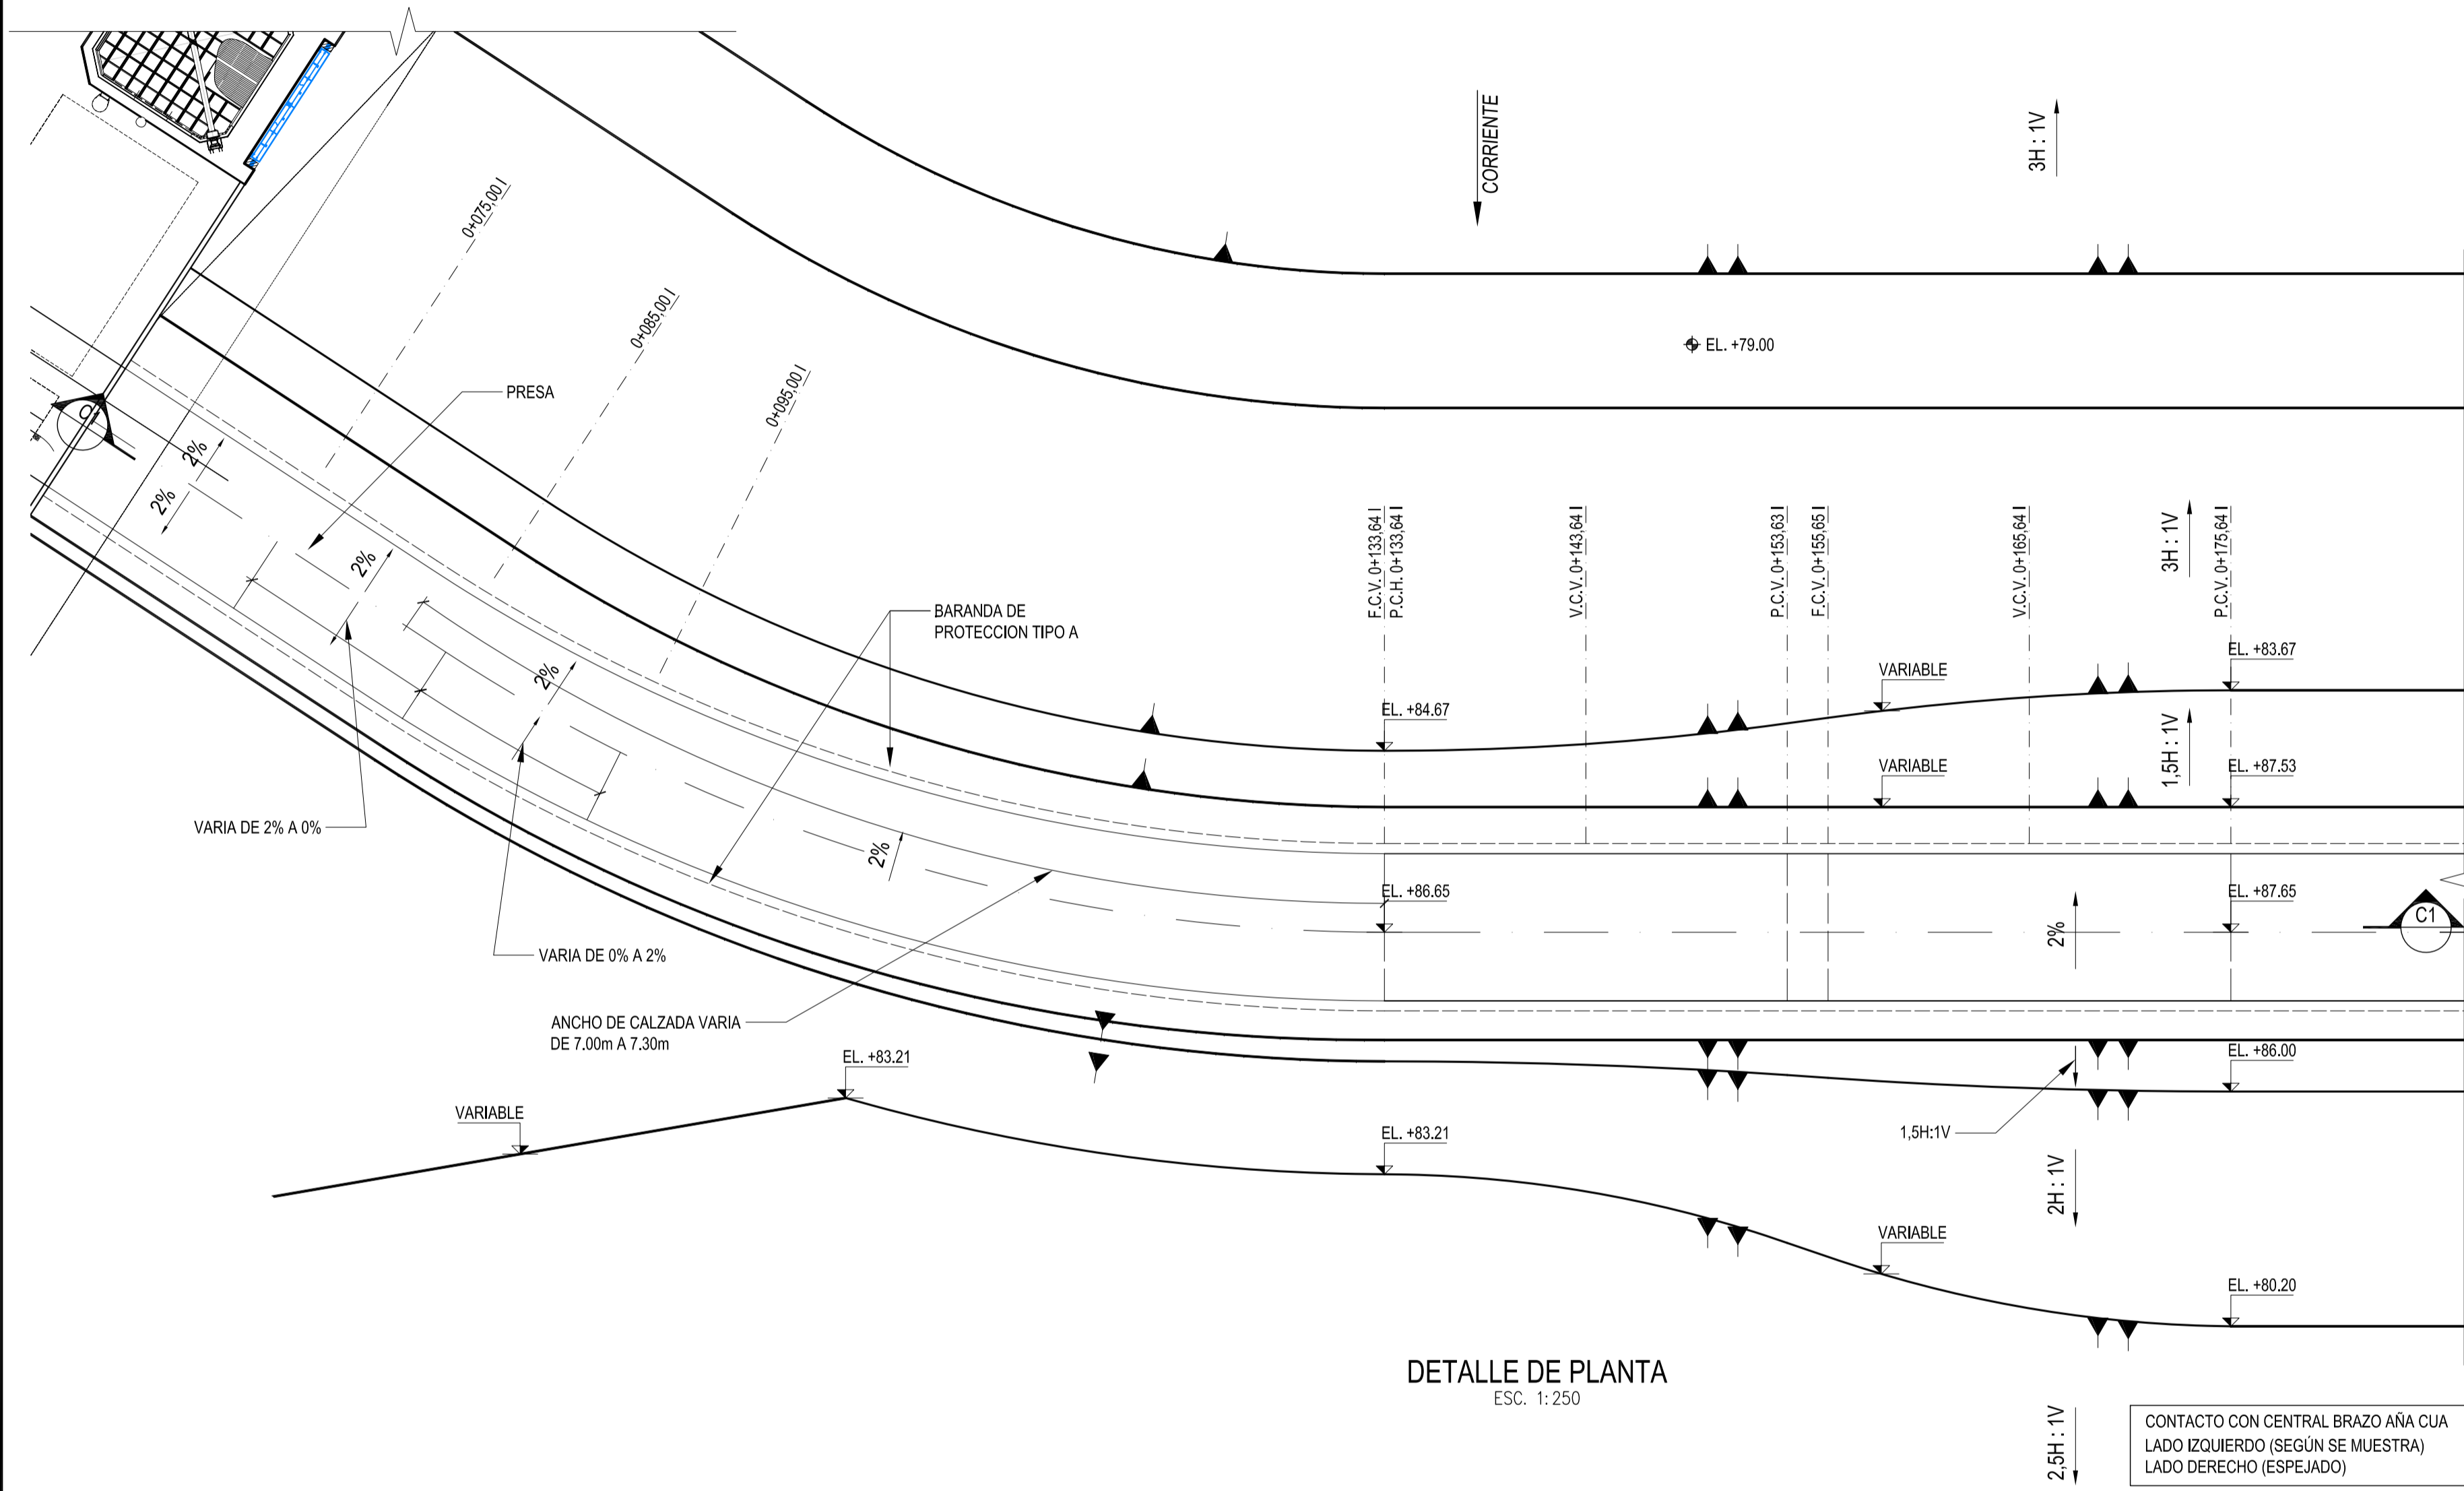 CORRIENTE
3H : 1V
0+075,00 I
0+085,00 I
0+095,00 I
EL. +79.00
PRESA
C1
2%
2%
2%
2%
2%
BARANDA DE
PROTECCION TIPO A
F.C.V. 0+133,64 I
P.C.H. 0+133,64 I
V.C.V. 0+143,64 I
P.C.V. 0+153,63 I
F.C.V. 0+155,65 I
V.C.V. 0+165,64 I
3H : 1V
P.C.V. 0+175,64 I
EL. +83.67
VARIABLE
EL. +84.67
1,5H : 1V
VARIABLE
EL. +87.53
VARIA DE 2% A 0%
EL. +86.65
EL. +87.65
C1
2%
VARIA DE 0% A 2%
ANCHO DE CALZADA VARIA
DE 7.00m A 7.30m
EL. +83.21
EL. +86.00
VARIABLE
EL. +83.21
1,5H:1V
2H : 1V
VARIABLE
EL. +80.20
DETALLE DE PLANTA
ESC. 1:250
2,5H : 1V
CONTACTO CON CENTRAL BRAZO AÑA CUA
LADO IZQUIERDO (SEGÚN SE MUESTRA)
LADO DERECHO (ESPEJADO)